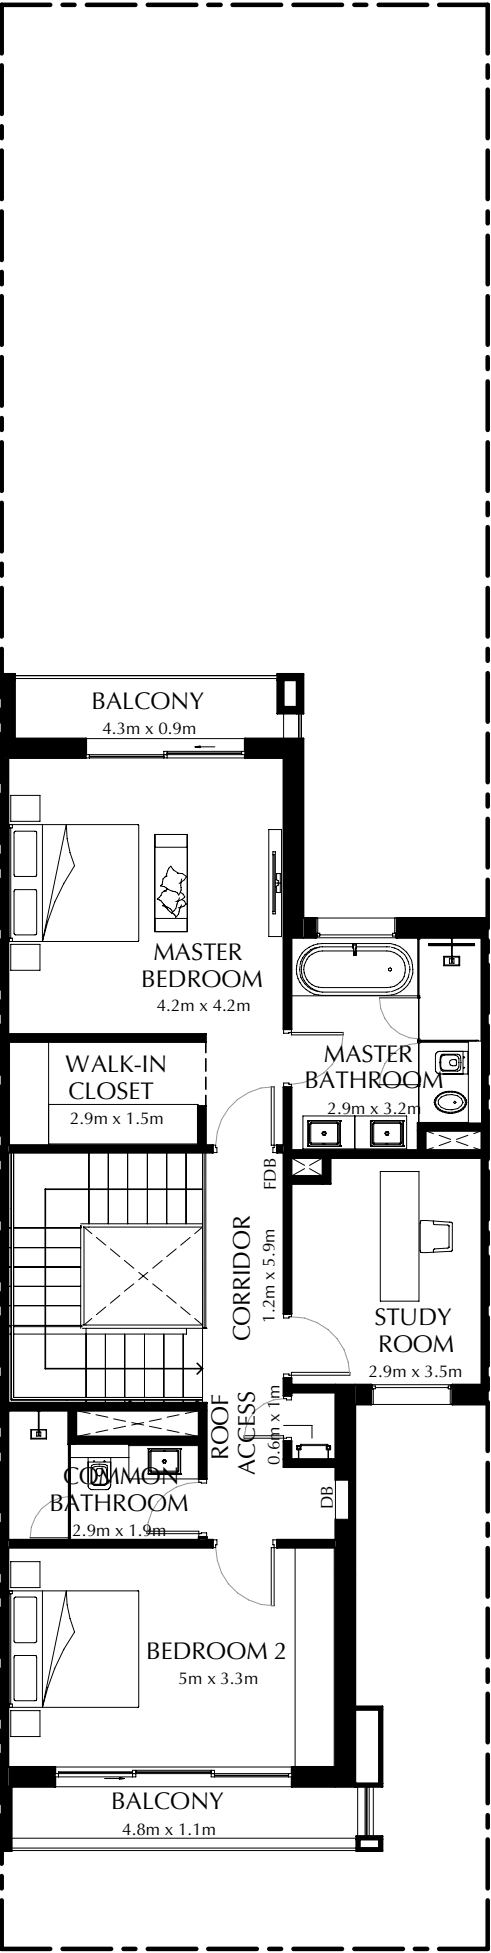 BALCONY
4.3m x 0.9m
MASTER
BEDROOM
4.2m x 4.2m
WALK-IN
CLOSET
2.9m x 1.5m
MASTER
BATHROOM
2.9m x 3.2m
FDB
CORRIDOR
1.2m x 5.9m
STUDY
ROOM
2.9m x 3.5m
ROOF
ACCESS
0.6m x 1m
COMMON
BATHROOM
2.9m x 1.9m
DB
BEDROOM 2
5m x 3.3m
BALCONY
4.8m x 1.1m